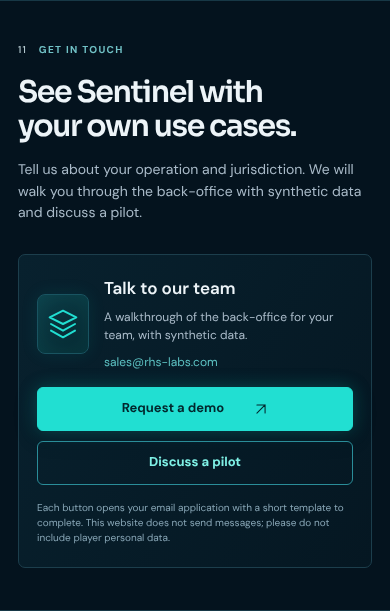 11 GET IN TOUCH
See Sentinel with
your own use cases.
Tell us about your operation and jurisdiction. We will
walk you through the back-office with synthetic data
and discuss a pilot.
Talk to our team
A walkthrough of the back-office for your
team, with synthetic data.
sales@rhs-labs.com
Request a demo
Discuss a pilot
Each button opens your email application with a short template to
complete. This website does not send messages; please do not
include player personal data.